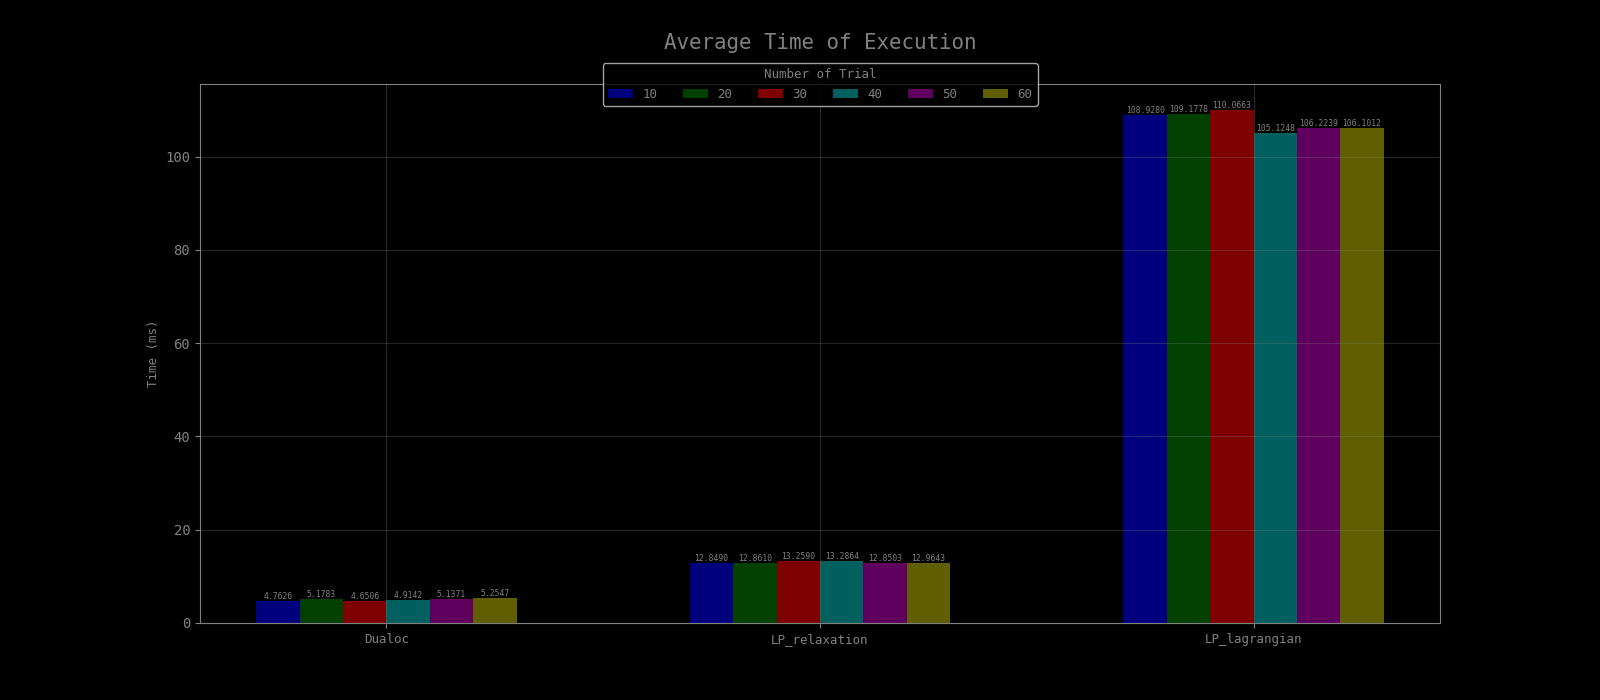 Average Time of Execution
Number of Trial
10 20 30 40 50 60
108.9280 109.1778 110.0663 105.1248 106.2239 106.1012
100
80
60
Time (ms)
40
20
12.8490 12.8610 13.2590 13.2864 12.8503 12.9643
4.7626 5.1783 4.6506 4.9142 5.1371 5.2547
0
Dualoc LP_relaxation LP_lagrangian